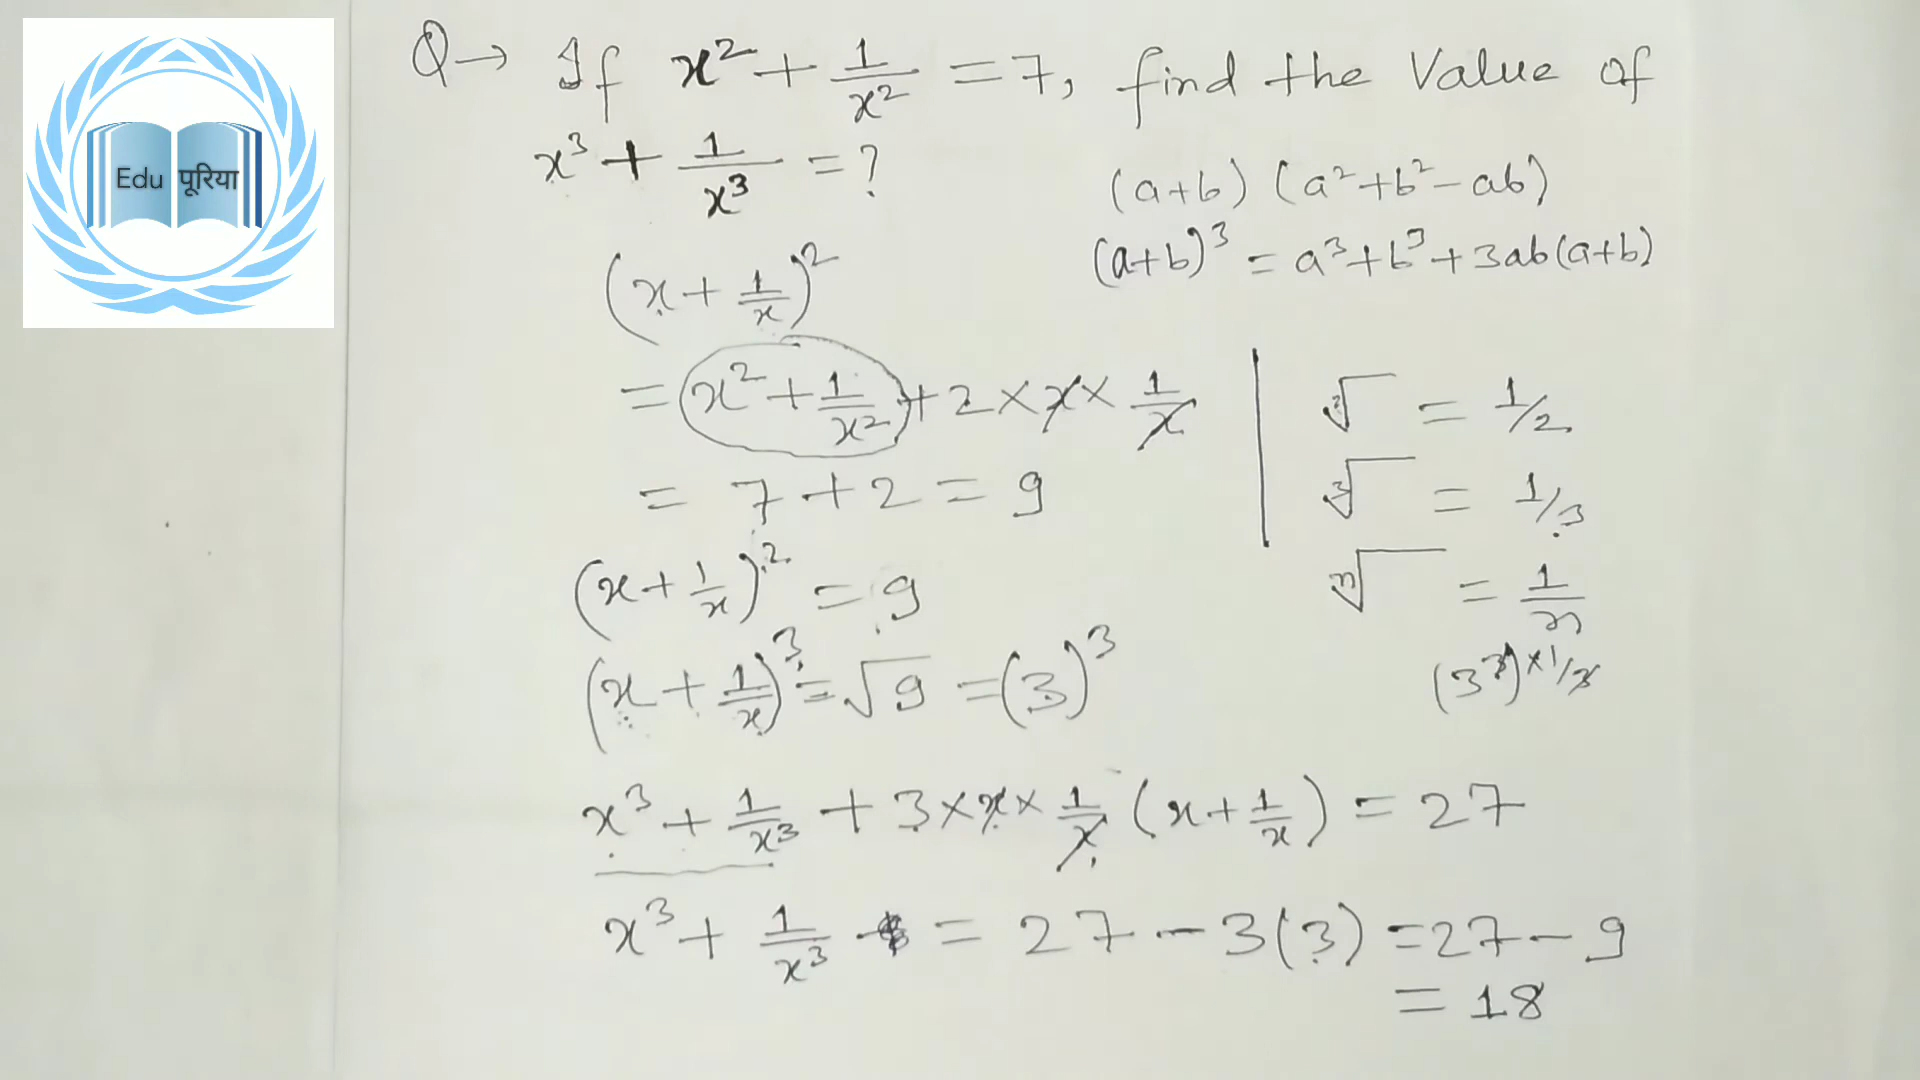 Edu पूरिया
Q→ If x² + 1/x² = 7, find the Value of
x³ + 1/x³ = ?
(a+b) (a²+b²-ab)
(a+b)³ = a³+b³+3ab(a+b)
(x + 1/x)²
= x² + 1/x² + 2 × x × 1/x
= 7 + 2 = 9
²√ = 1/2
³√ = 1/3
ⁿ√ = 1/n
(x + 1/x)² = 9
(x + 1/x)³ = √9 = (3)³
(3³)×1/3
x³ + 1/x³ + 3 × x × 1/x (x + 1/x) = 27
x³ + 1/x³ = 27 - 3(3) = 27 - 9
= 18